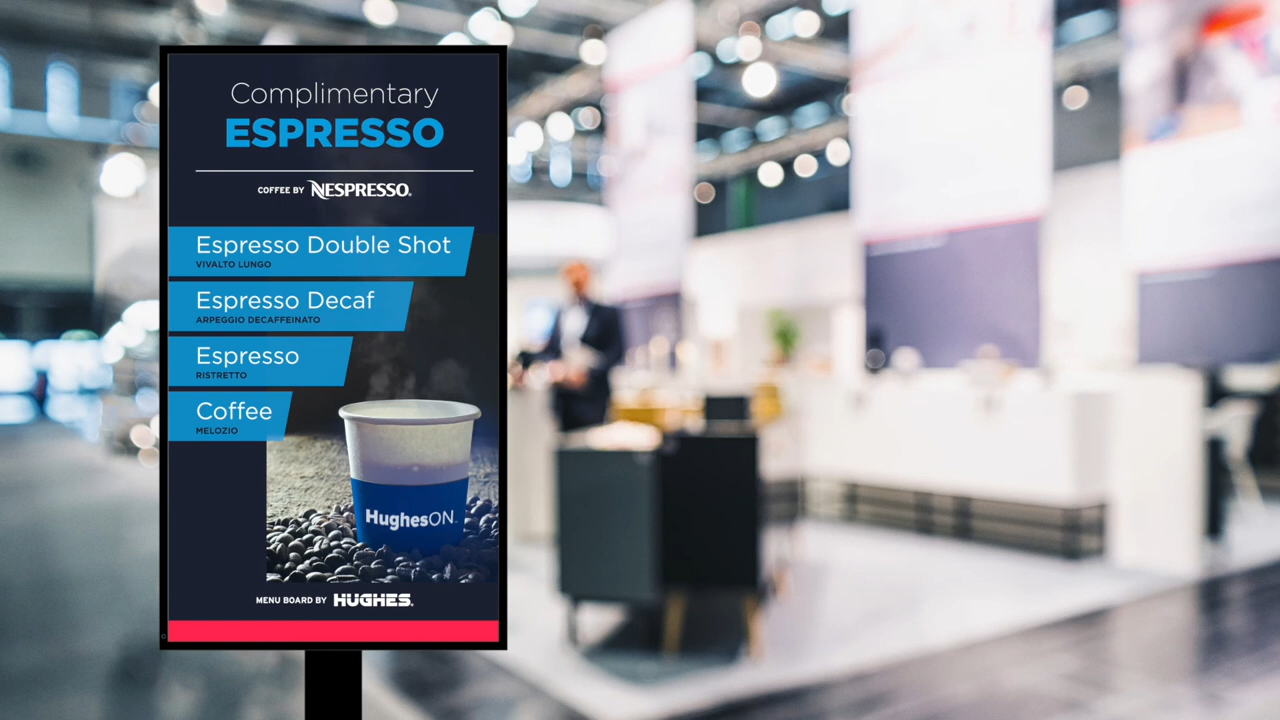 Complimentary
ESPRESSO
COFFEE BY NESPRESSO®
Espresso Double Shot
VIVALTO LUNGO
Espresso Decaf
ARPEGGIO DECAFFEINATO
Espresso
RISTRETTO
Coffee
MELOZIO
HughesON™
MENU BOARD BY HUGHES®